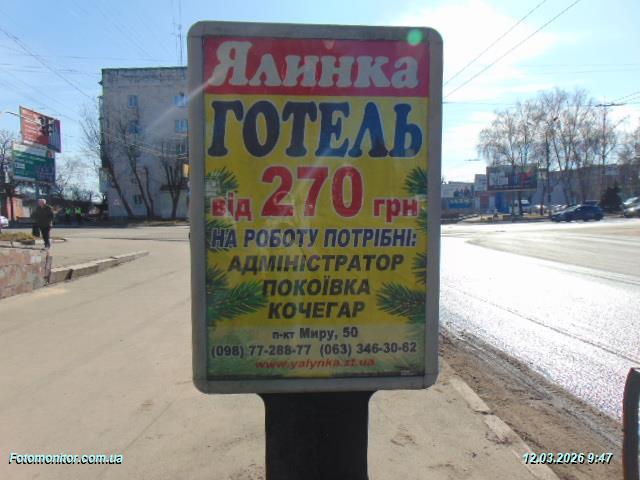 Ялинка
ГОТЕЛЬ
від 270 грн
НА РОБОТУ ПОТРІБНІ:
АДМІНІСТРАТОР
ПОКОЇВКА
КОЧЕГАР
п-кт Миру, 50
(098) 77-288-77 (063) 346-30-62
www.yalynka.zt.ua
Fotomonitor.com.ua
12.03.2026 9:47